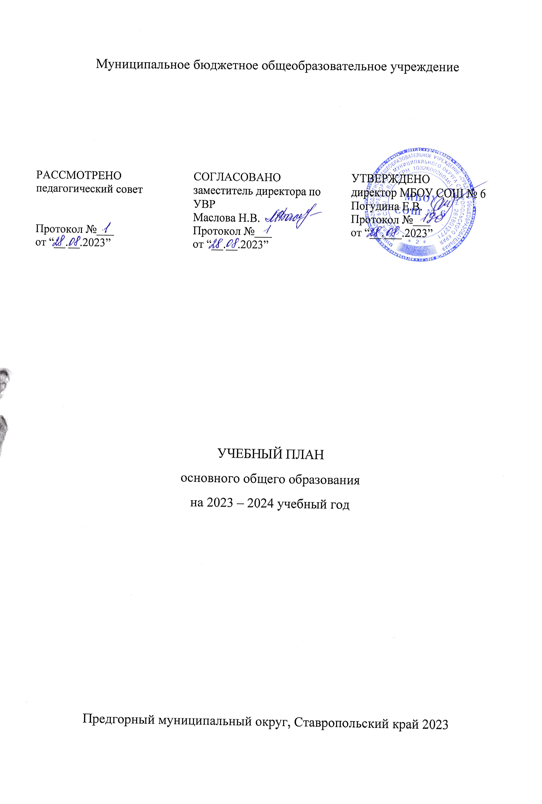 Муниципальное бюджетное общеобразовательное учреждение
РАССМОТРЕНО
педагогический совет
Протокол № 1
от “28.08.2023”
СОГЛАСОВАНО
заместитель директора по
УВР
Маслова Н.В.
Протокол № 1
от “28.08.2023”
УТВЕРЖДЕНО
директор МБОУ СОШ № 6
Погудина Е.В.
Протокол №
от “28.08.2023”
МБОУ
СОШ
УЧЕБНЫЙ ПЛАН
основного общего образования
на 2023 – 2024 учебный год
Предгорный муниципальный округ, Ставропольский край 2023